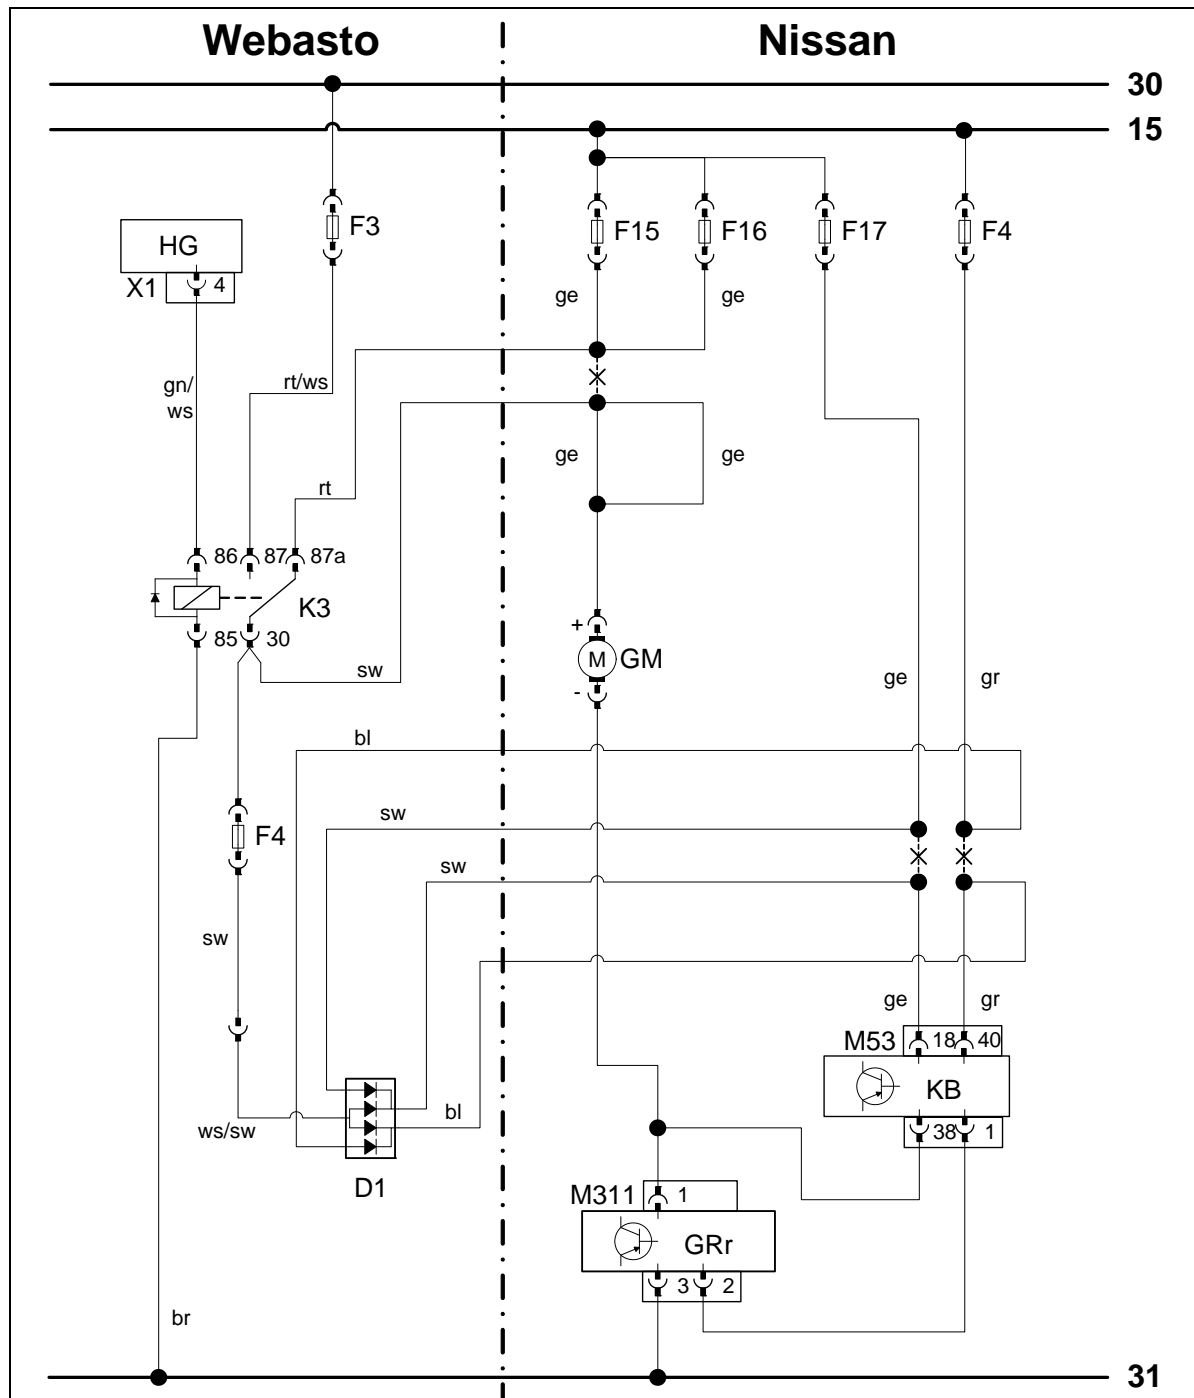 Webasto Nissan
30
15
F3 F15 F16 F17 F4
HG
X1 4
ge ge
gn/
ws
rt/ws
ge ge
rt
86 87 87a
K3
85 30
+
M GM
-
sw
ge gr
bl
sw
F4
sw
sw
ge gr
M53 18 40
KB
bl
ws/sw
38 1
D1
M311 1
GRr
3 2
br
31